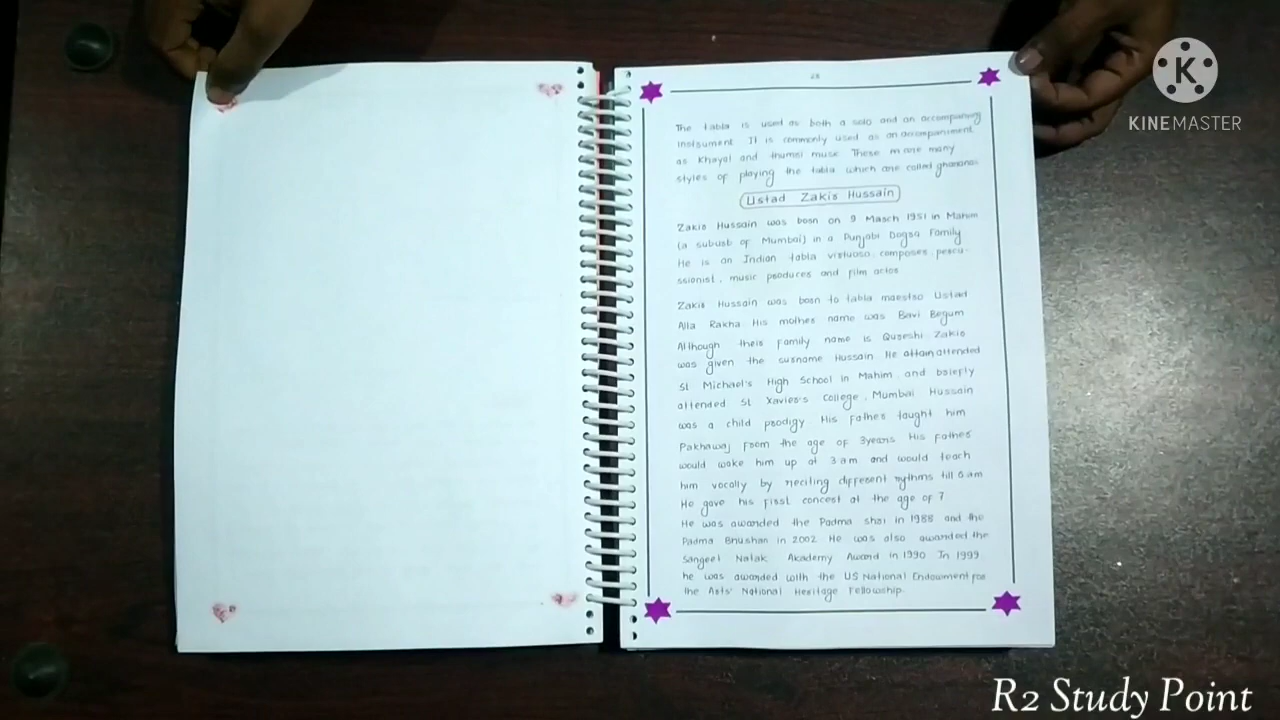 28
The tabla is used as both a solo and an accompanying
instrument It is commonly used as an accompaniment
as Khayal and thumsi music These m are many
styles of playing the tabla which are called gharana.
Ustad Zakir Hussain
Zakir Hussain was born on 9 March 1951 in Mahim
(a suburb of Mumbai) in a Punjabi Dogra Family
He is an Indian tabla virtuoso, composer, percu-
ssionist, music producer and film actor
Zakir Hussain was born to tabla maestro Ustad
Alla Rakha His mother name was Bavi Begum
Although their family name is Qureshi Zakir
was given the surname Hussain He attain attended
St Michael's High School in Mahim, and briefly
attended St Xavier's College, Mumbai Hussain
was a child prodigy His father taught him
Pakhawaj from the age of 3years His father
would wake him up at 3 am and would teach
him vocally by reciting different rythms till 6 am
He gave his first concert at the age of 7
He was awarded the Padma shri in 1988 and the
Padma Bhushan in 2002 He was also awarded the
Sangeet Natak Akademy Award in 1990 In 1999
he was awarded with the US National Endowment for
the Arts' National Heritage Fellowship
K
KINEMASTER
R2 Study Point